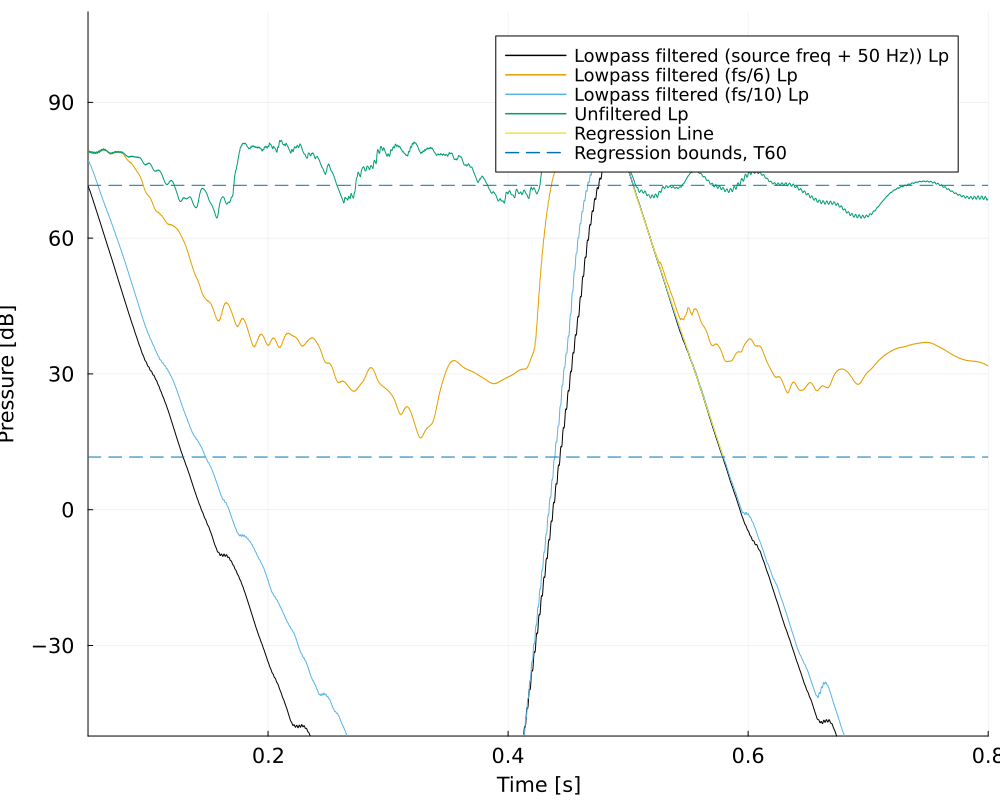 Lowpass filtered (source freq + 50 Hz)) Lp
Lowpass filtered (fs/6) Lp
Lowpass filtered (fs/10) Lp
Unfiltered Lp
Regression Line
Regression bounds, T60
90
60
30
0
−30
Pressure [dB]
0.2
0.4
0.6
0.8
Time [s]